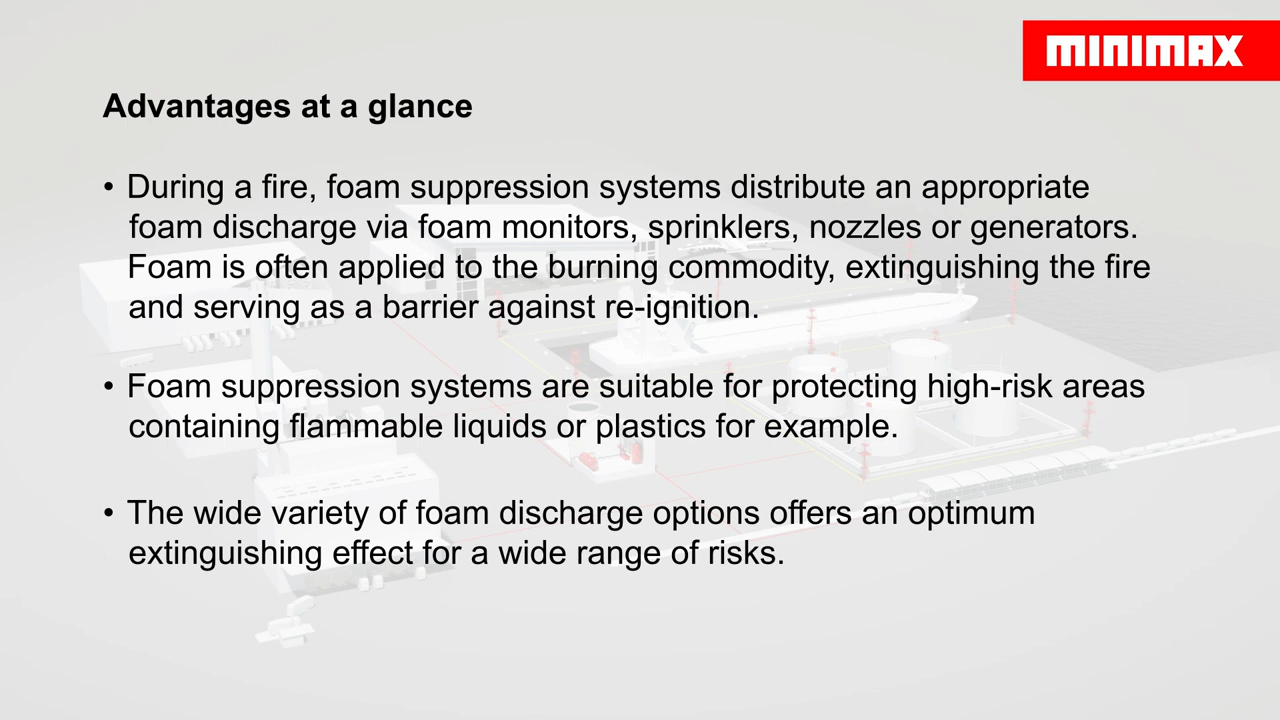 MINIMAX
Advantages at a glance
• During a fire, foam suppression systems distribute an appropriate
foam discharge via foam monitors, sprinklers, nozzles or generators.
Foam is often applied to the burning commodity, extinguishing the fire
and serving as a barrier against re-ignition.
• Foam suppression systems are suitable for protecting high-risk areas
containing flammable liquids or plastics for example.
• The wide variety of foam discharge options offers an optimum
extinguishing effect for a wide range of risks.